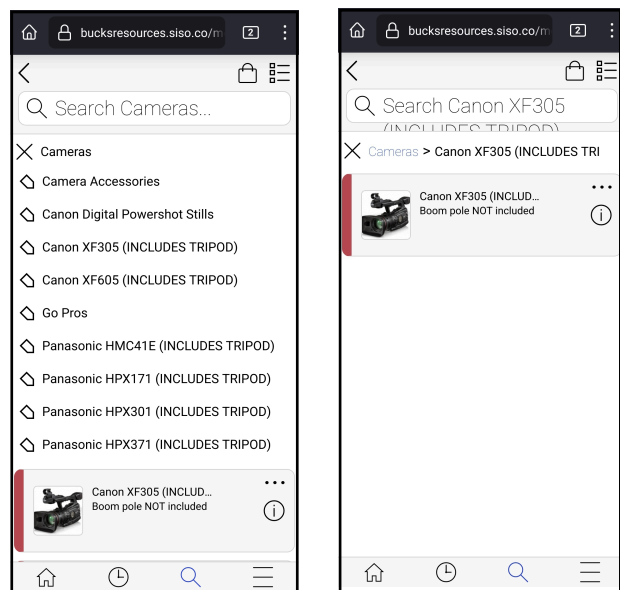 bucksresources.siso.co/m
2
Search Cameras...
Cameras
Camera Accessories
Canon Digital Powershot Stills
Canon XF305 (INCLUDES TRIPOD)
Canon XF605 (INCLUDES TRIPOD)
Go Pros
Panasonic HMC41E (INCLUDES TRIPOD)
Panasonic HPX171 (INCLUDES TRIPOD)
Panasonic HPX301 (INCLUDES TRIPOD)
Panasonic HPX371 (INCLUDES TRIPOD)
Canon XF305 (INCLUD...
Boom pole NOT included
bucksresources.siso.co/m
2
Search Canon XF305
(INCLUDES TRIPOD)
Cameras > Canon XF305 (INCLUDES TRI
Canon XF305 (INCLUD...
Boom pole NOT included